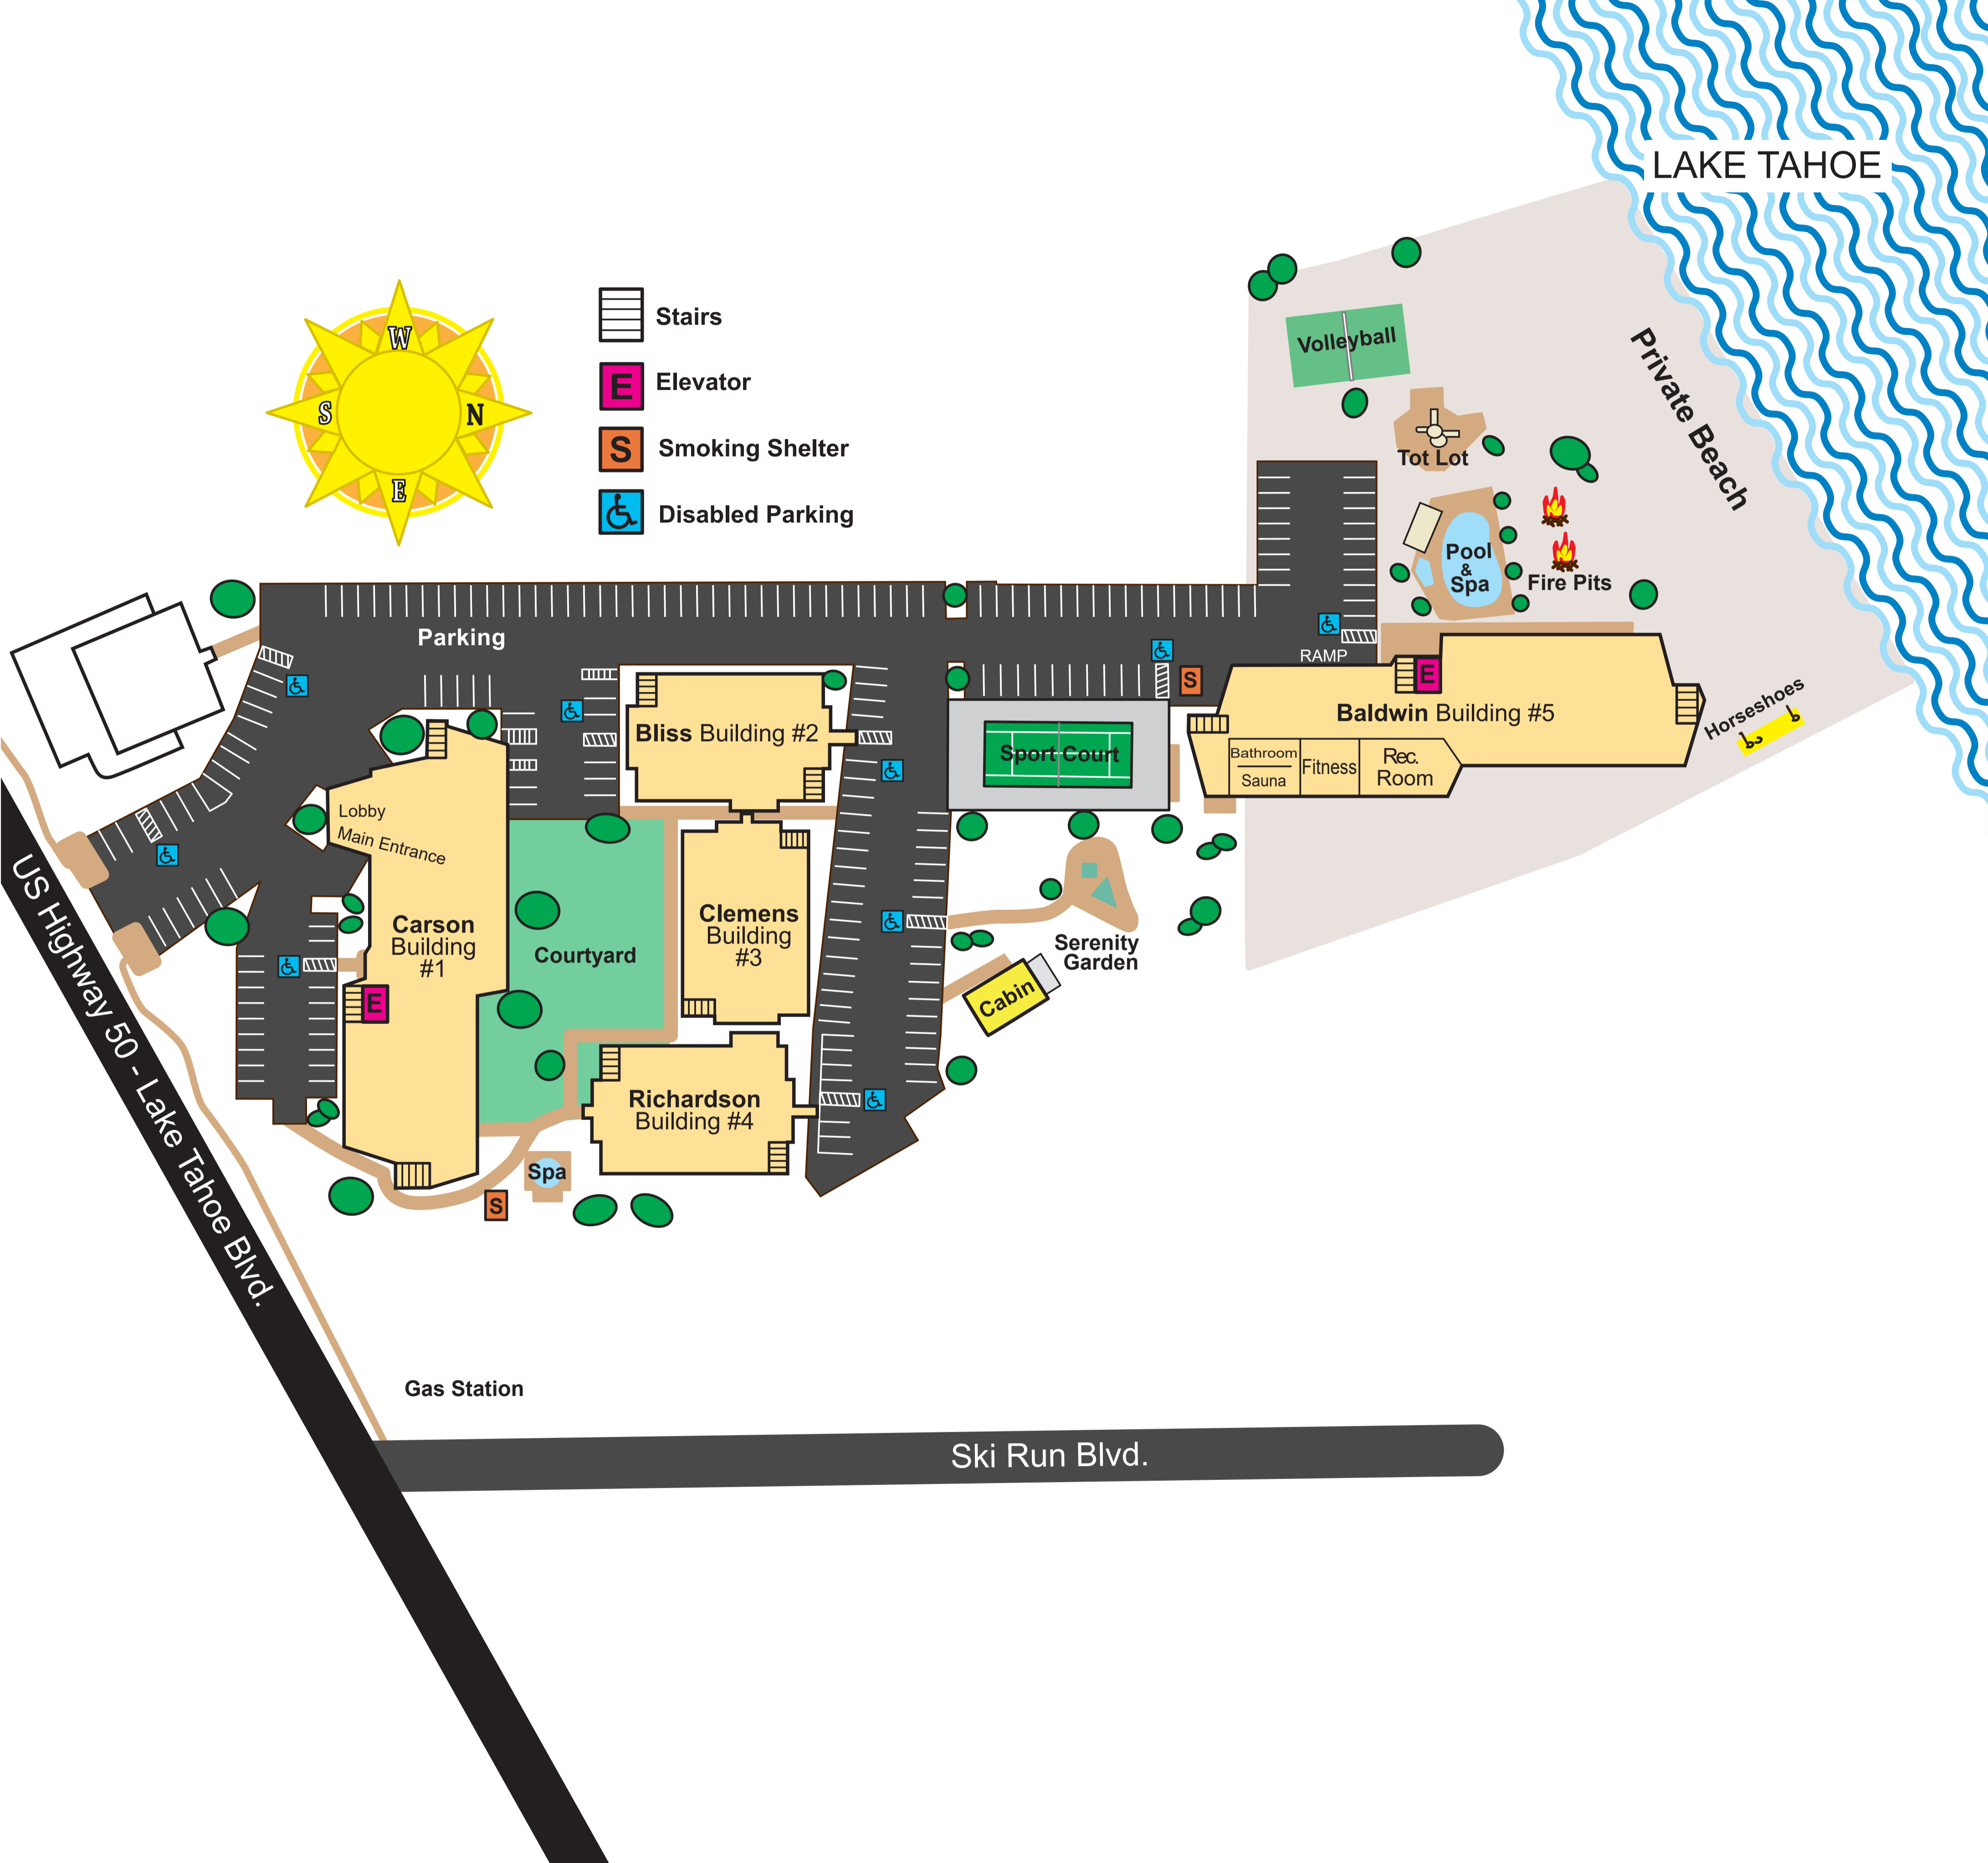 LAKE TAHOE
Private Beach
W
S
N
E
Stairs
E
Elevator
S
Smoking Shelter
Disabled Parking
Volleyball
Tot Lot
Pool
&
Spa
Fire Pits
Parking
RAMP
S
E
Baldwin Building #5
Horseshoes
Bliss Building #2
Sport Court
Bathroom
Sauna
Fitness
Rec.
Room
Lobby
Main Entrance
Carson
Building
#1
E
Courtyard
Clemens
Building
#3
Serenity
Garden
Cabin
Richardson
Building #4
Spa
S
US Highway 50 - Lake Tahoe Blvd.
Gas Station
Ski Run Blvd.